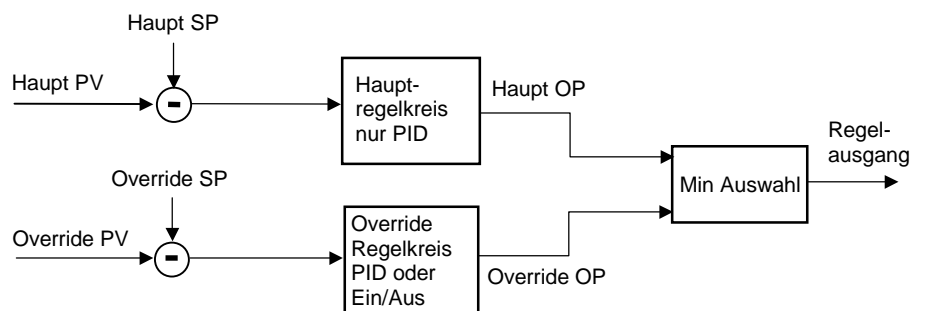 Haupt SP
Haupt PV
-
Haupt-
regelkreis
nur PID
Haupt OP
Regel-
ausgang
Min Auswahl
Override SP
Override PV
-
Override
Regelkreis
PID oder
Ein/Aus
Override OP